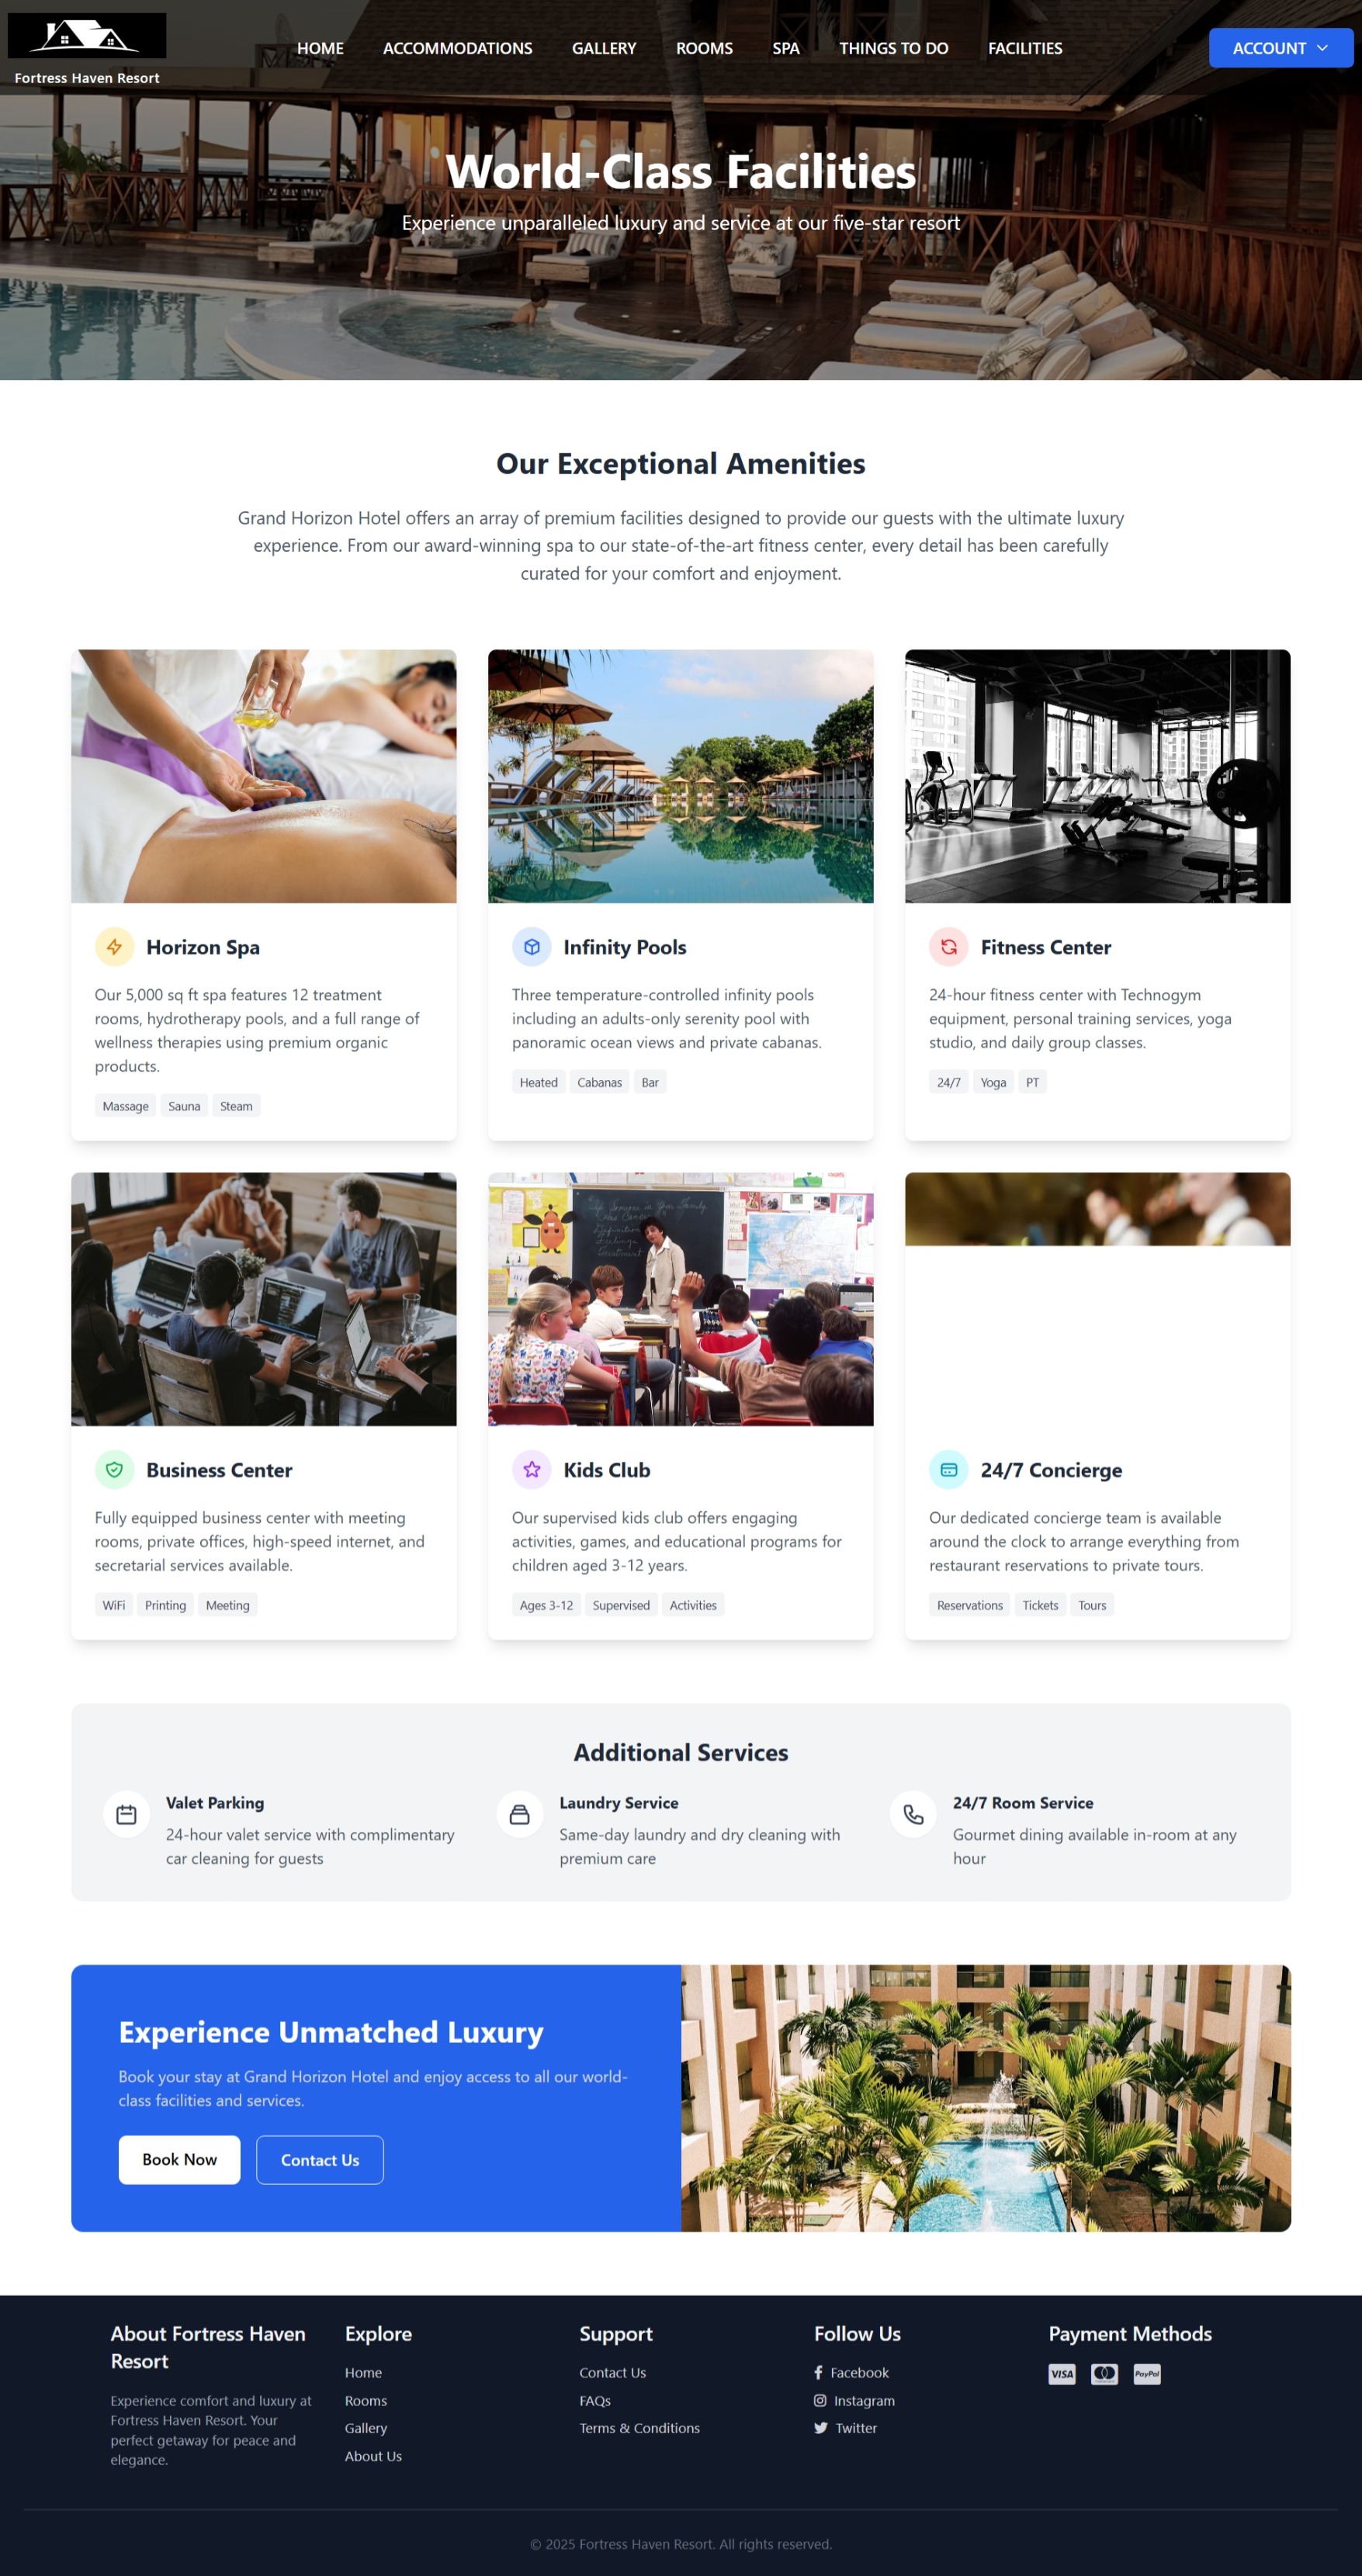 Fortress Haven Resort
HOME
ACCOMMODATIONS
GALLERY
ROOMS
SPA
THINGS TO DO
FACILITIES
ACCOUNT
World-Class Facilities
Experience unparalleled luxury and service at our five-star resort
Our Exceptional Amenities
Grand Horizon Hotel offers an array of premium facilities designed to provide our guests with the ultimate luxury
experience. From our award-winning spa to our state-of-the-art fitness center, every detail has been carefully
curated for your comfort and enjoyment.
Horizon Spa
Our 5,000 sq ft spa features 12 treatment
rooms, hydrotherapy pools, and a full range of
wellness therapies using premium organic
products.
Massage
Sauna
Steam
Infinity Pools
Three temperature-controlled infinity pools
including an adults-only serenity pool with
panoramic ocean views and private cabanas.
Heated
Cabanas
Bar
Fitness Center
24-hour fitness center with Technogym
equipment, personal training services, yoga
studio, and daily group classes.
24/7
Yoga
PT
Business Center
Fully equipped business center with meeting
rooms, private offices, high-speed internet, and
secretarial services available.
WiFi
Printing
Meeting
Kids Club
Our supervised kids club offers engaging
activities, games, and educational programs for
children aged 3-12 years.
Ages 3-12
Supervised
Activities
24/7 Concierge
Our dedicated concierge team is available
around the clock to arrange everything from
restaurant reservations to private tours.
Reservations
Tickets
Tours
Additional Services
Valet Parking
24-hour valet service with complimentary
car cleaning for guests
Laundry Service
Same-day laundry and dry cleaning with
premium care
24/7 Room Service
Gourmet dining available in-room at any
hour
Experience Unmatched Luxury
Book your stay at Grand Horizon Hotel and enjoy access to all our world-
class facilities and services.
Book Now
Contact Us
About Fortress Haven
Resort
Experience comfort and luxury at
Fortress Haven Resort. Your
perfect getaway for peace and
elegance.
Explore
Home
Rooms
Gallery
About Us
Support
Contact Us
FAQs
Terms & Conditions
Follow Us
Facebook
Instagram
Twitter
Payment Methods
VISA
PayPal
© 2025 Fortress Haven Resort. All rights reserved.